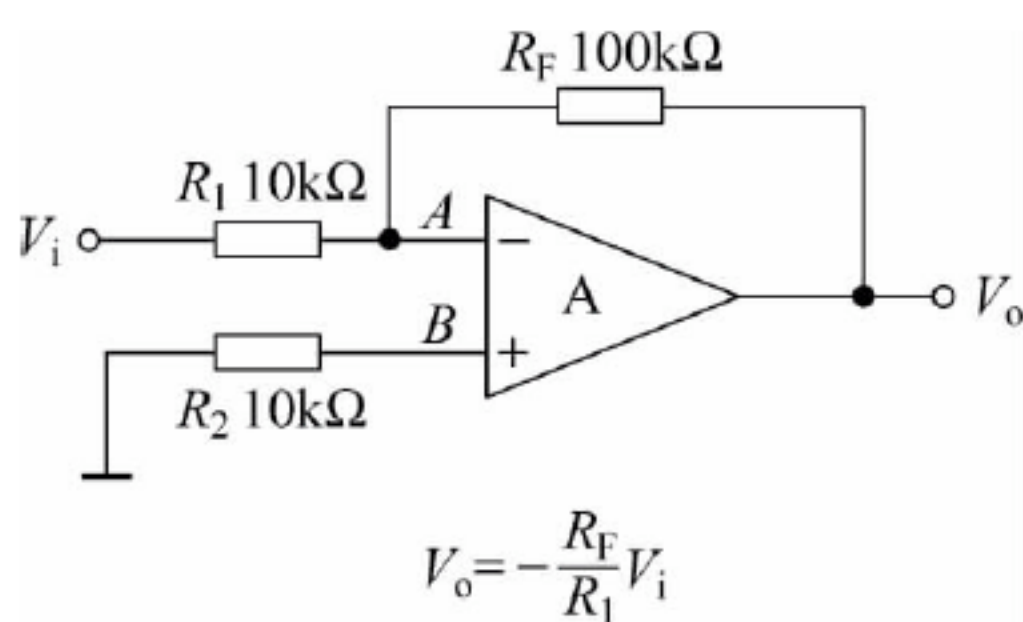 R_F 100kΩ
R_1 10kΩ
A
V_i
−
A
V_o
B
+
R_2 10kΩ
V_o=−R_F/R_1 V_i